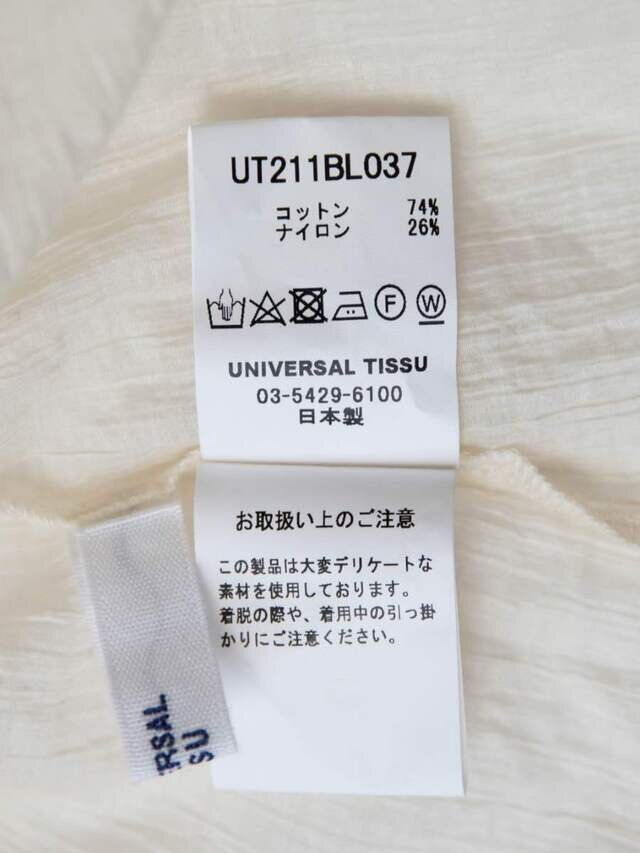 UT211BL037
コットン 74%
ナイロン 26%
F W
UNIVERSAL TISSU
03-5429-6100
日本製
お取扱い上のご注意
この製品は大変デリケートな
素材を使用しております。
着脱の際や、着用中の引っ掛
かりにご注意ください。
ERSAL
SSU